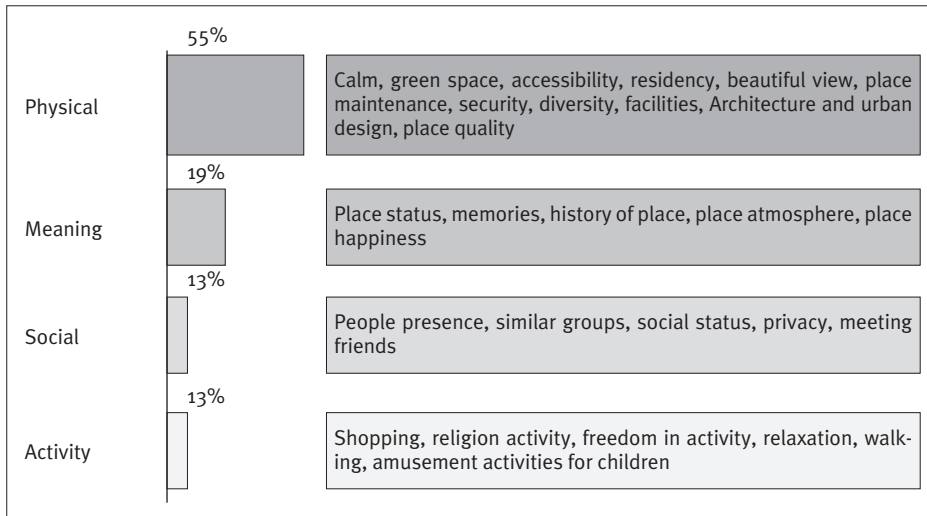 55%
Physical
Calm, green space, accessibility, residency, beautiful view, place
maintenance, security, diversity, facilities, Architecture and urban
design, place quality
19%
Meaning
Place status, memories, history of place, place atmosphere, place
happiness
13%
Social
People presence, similar groups, social status, privacy, meeting
friends
13%
Activity
Shopping, religion activity, freedom in activity, relaxation, walk-
ing, amusement activities for children